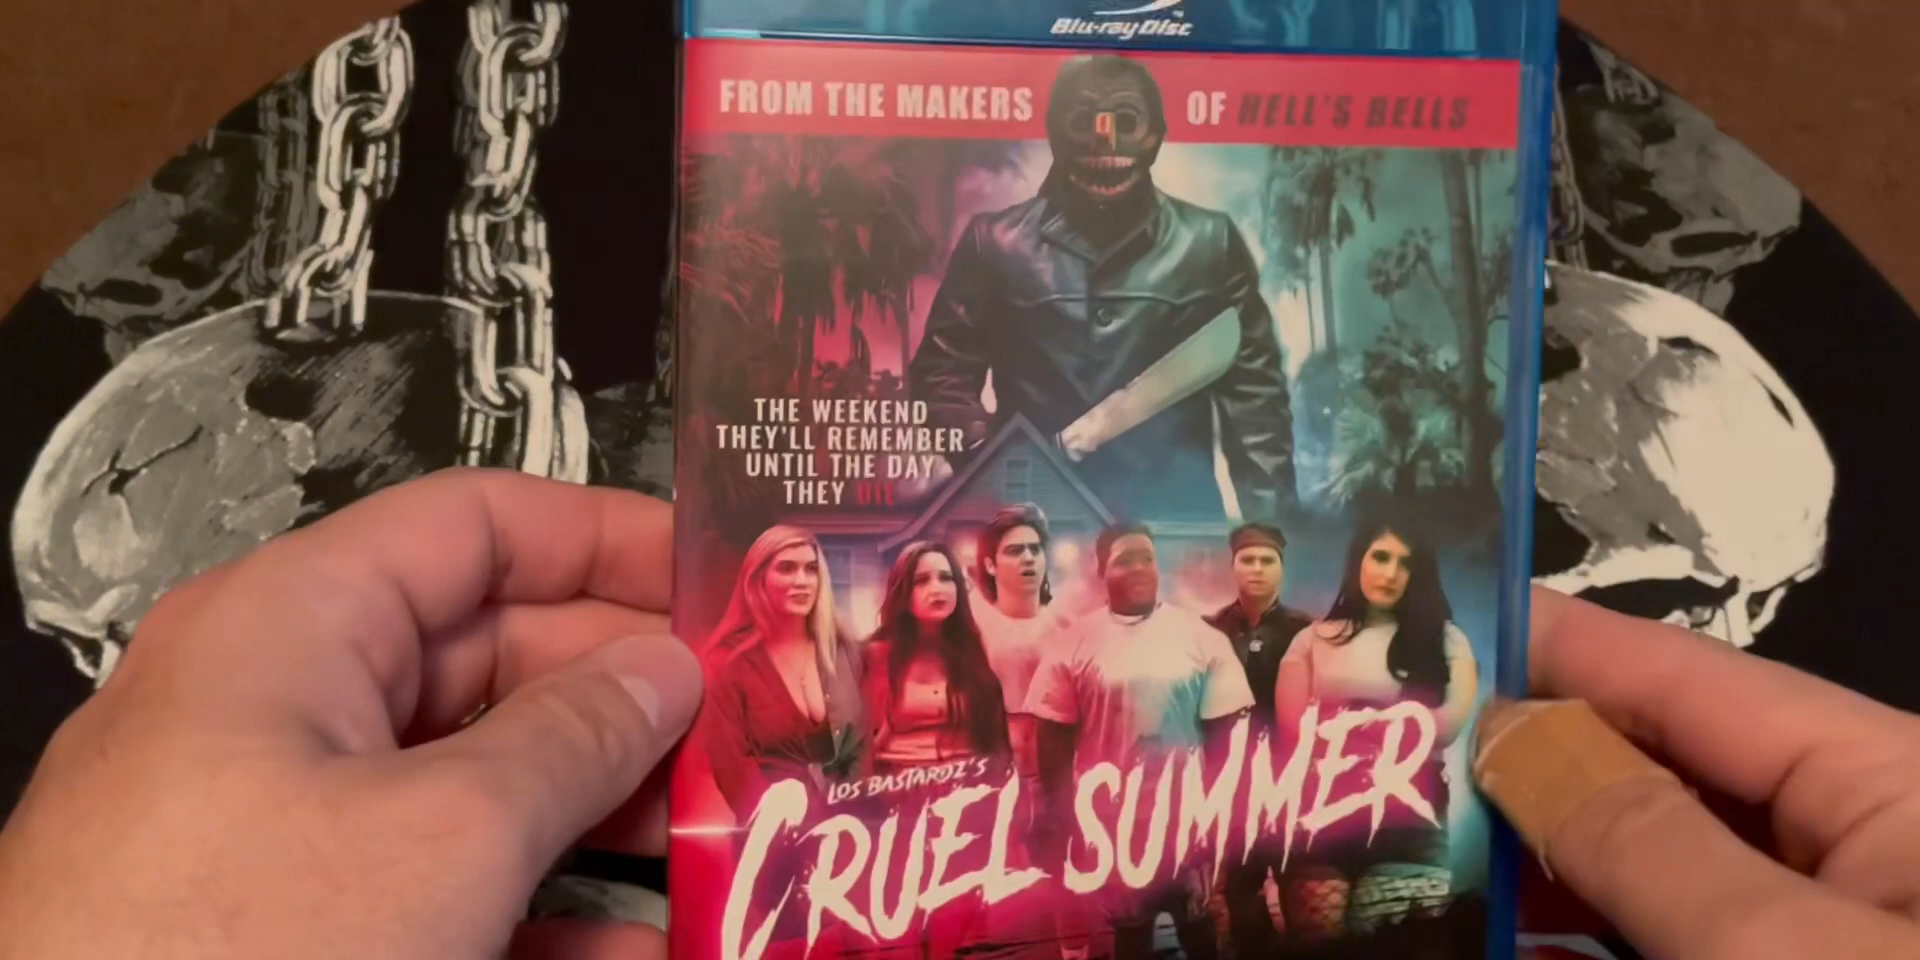 Blu-ray Disc
FROM THE MAKERS OF HELL'S BELLS
THE WEEKEND
THEY'LL REMEMBER
UNTIL THE DAY
THEY DIE
LOS BASTARDZ'S
CRUEL SUMMER